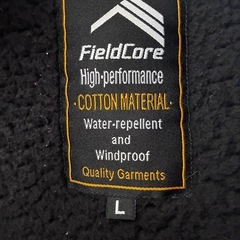 FieldCore
High-performance
·COTTON MATERIAL·
Water-repellent
and
Windproof
Quality Garments
L